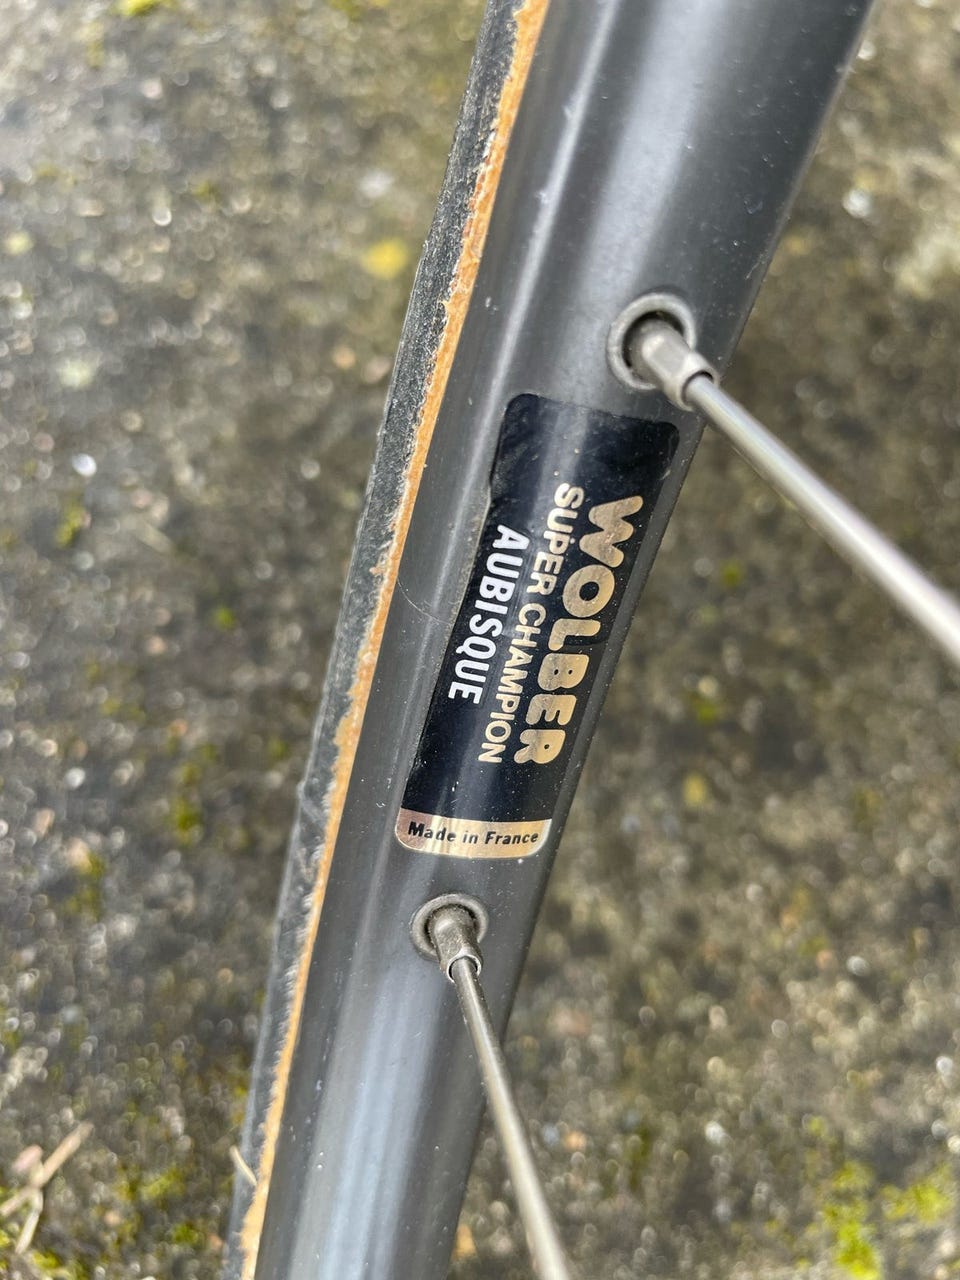 WOLBER
SUPER CHAMPION
AUBISQUE
Made in France